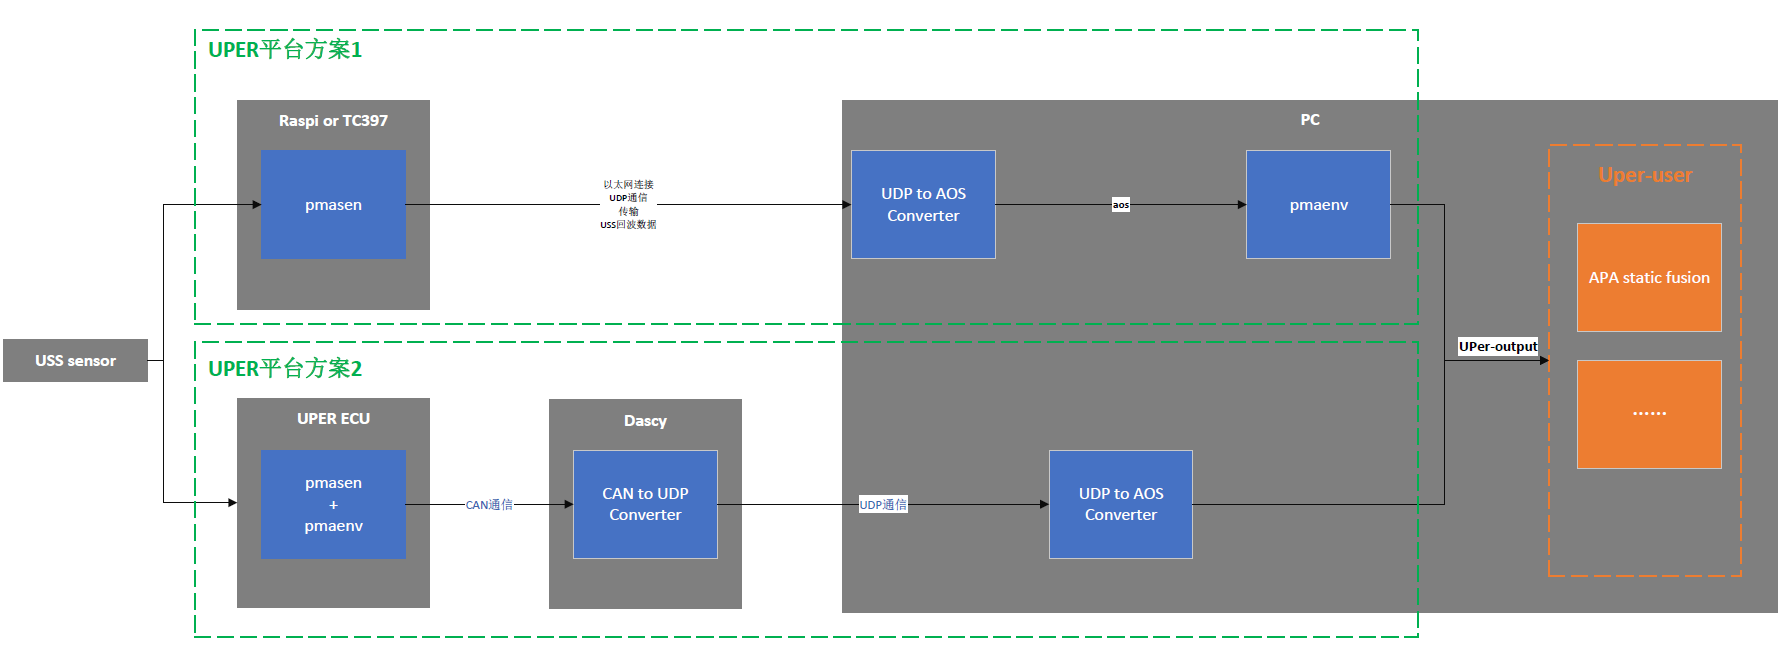 UPER平台方案1
Raspi or TC397
pmasen
以太网连接
UDP通信
传输
USS回波数据
PC
UDP to AOS
Converter
aos
pmaenv
Uper-user
APA static fusion
......
UPer-output
USS sensor
UPER平台方案2
UPER ECU
pmasen
+
pmaenv
CAN通信
Dascy
CAN to UDP
Converter
UDP通信
UDP to AOS
Converter